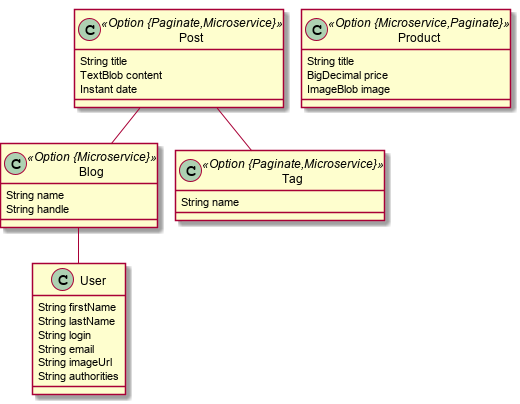 C «Option {Paginate,Microservice}»
Post
String title
TextBlob content
Instant date
C «Option {Microservice,Paginate}»
Product
String title
BigDecimal price
ImageBlob image
C «Option {Microservice}»
Blog
String name
String handle
C «Option {Paginate,Microservice}»
Tag
String name
C User
String firstName
String lastName
String login
String email
String imageUrl
String authorities